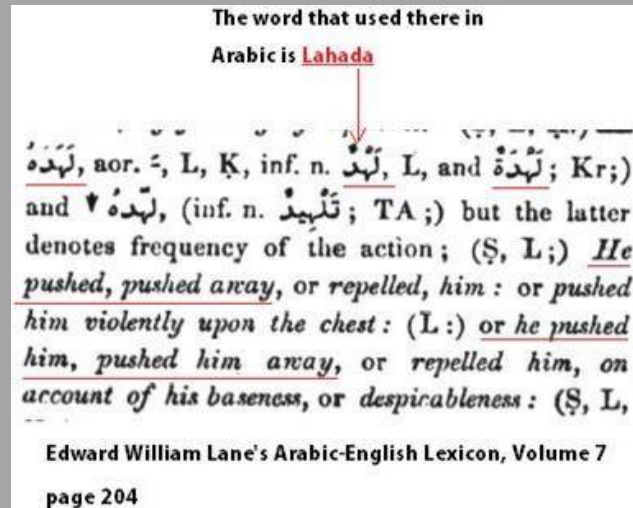 The word that used there in
Arabic is Lahada
لَهَدَهُ, aor. ـَ, L, Ḳ, inf. n. لَهْدٌ, L, and لَهْدَةٌ; Kr;)
and ▼ لهّدهُ, (inf. n. تَلْهِيدٌ; TA;) but the latter
denotes frequency of the action; (Ṣ, L;) He
pushed, pushed away, or repelled, him: or pushed
him violently upon the chest: (L:) or he pushed
him, pushed him away, or repelled him, on
account of his baseness, or despicableness: (Ṣ, L,
Edward William Lane's Arabic-English Lexicon, Volume 7
page 204